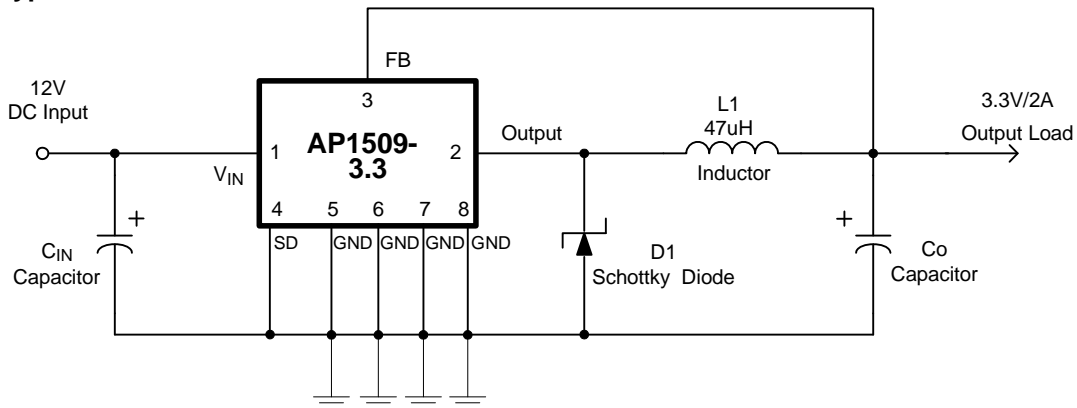 FB
12V
DC Input
3
AP1509-
3.3
1
2
VIN
Output
L1
47uH
Inductor
3.3V/2A
Output Load
4
5
6
7
8
SD
GND
GND
GND
GND
+
CIN
Capacitor
D1
Schottky Diode
+
Co
Capacitor